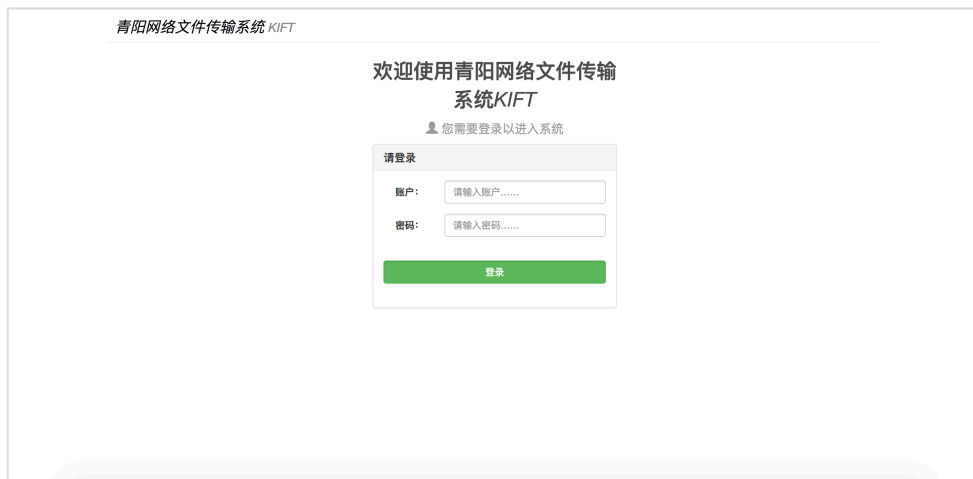 青阳网络文件传输系统 KIFT
欢迎使用青阳网络文件传输
系统KIFT
您需要登录以进入系统
请登录
账户： 请输入账户……
密码： 请输入密码……
登录